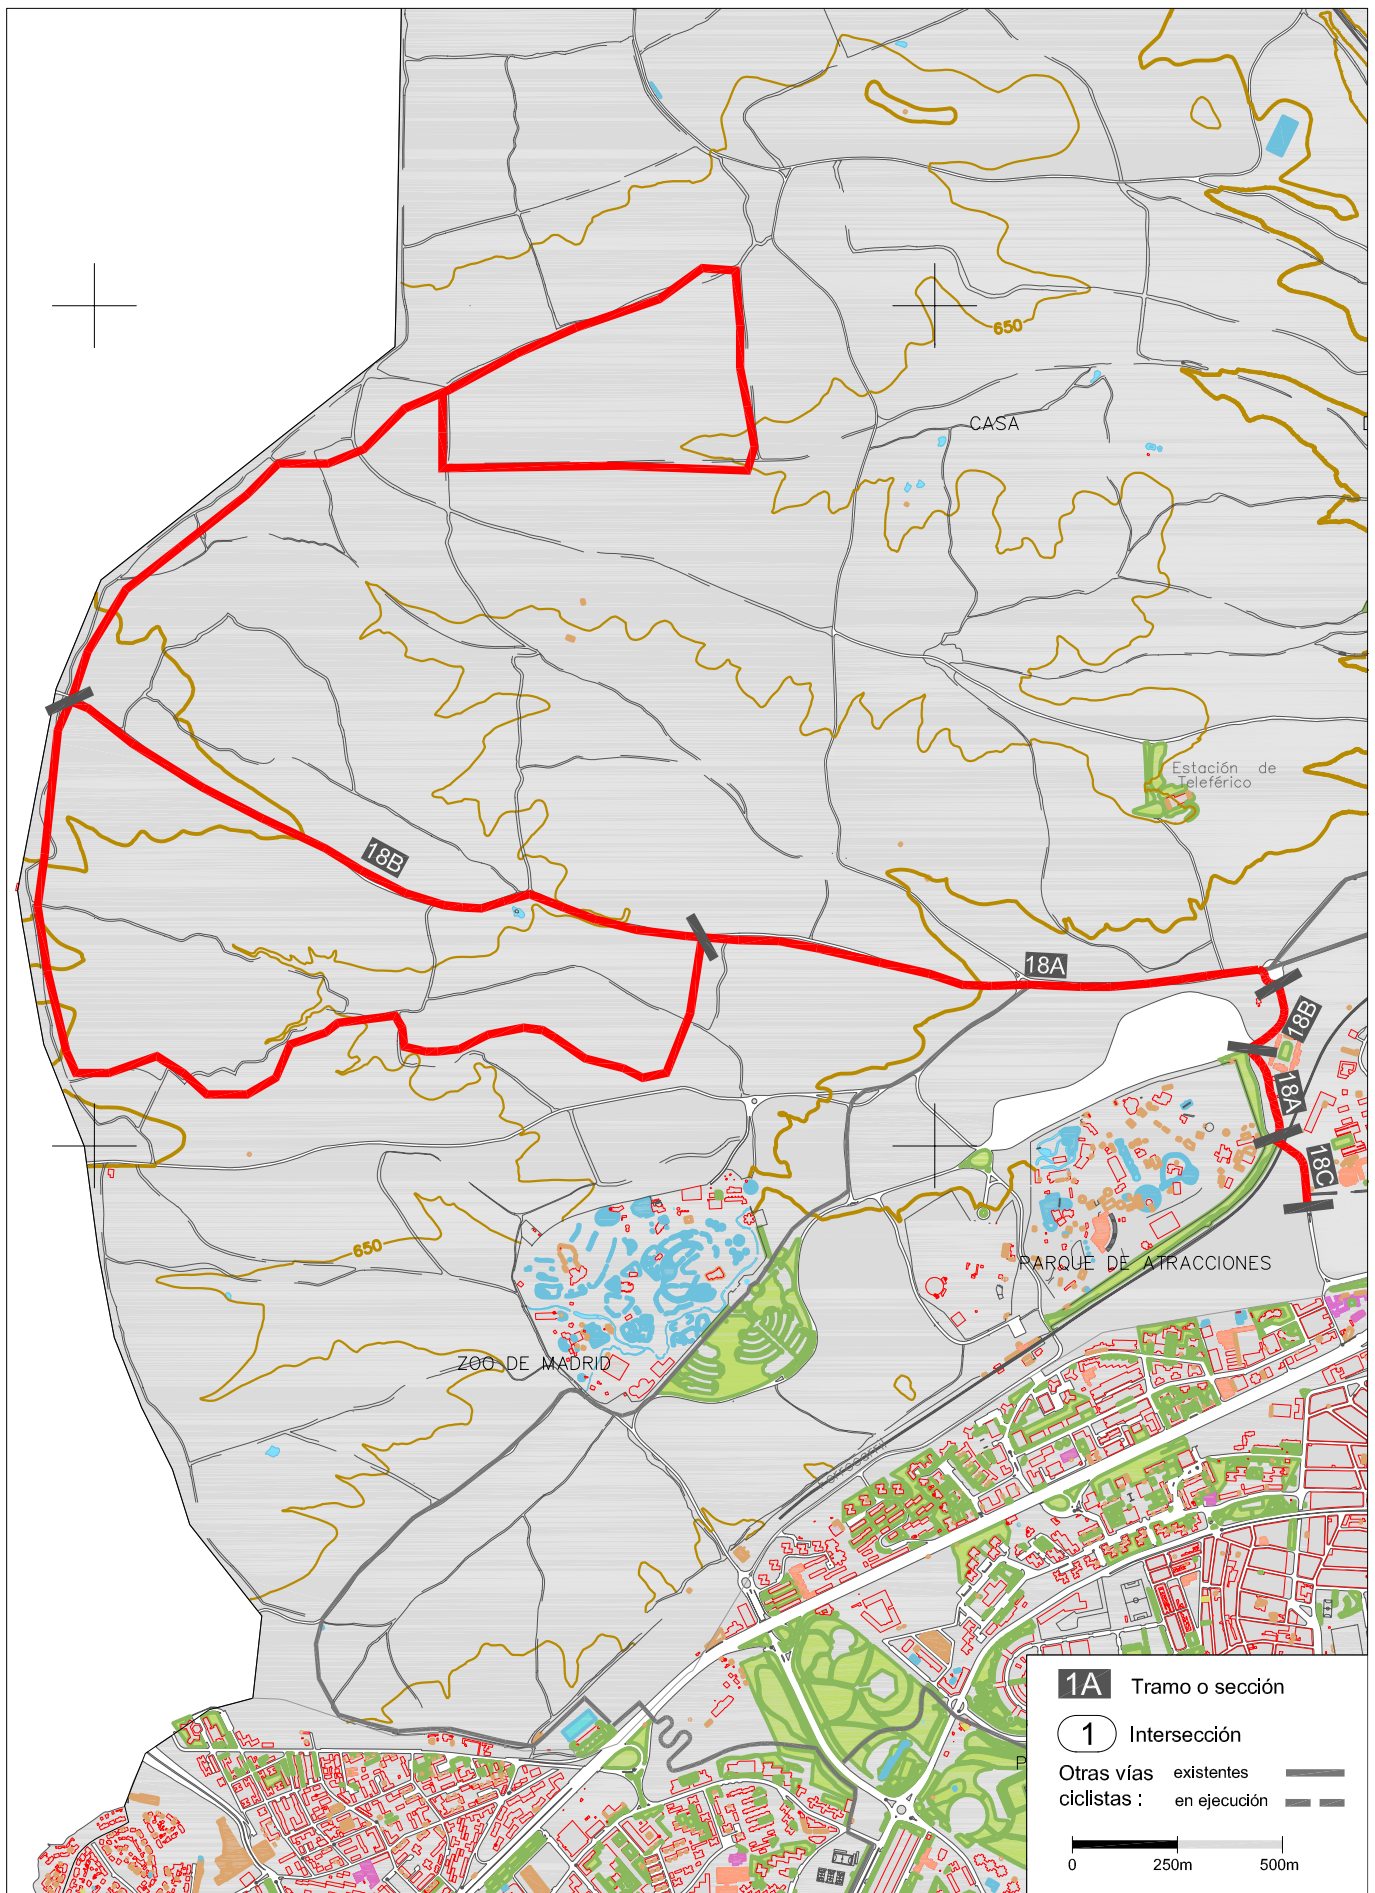 650
CASA
Estación de
Teleférico
18B
18A
18B
18A
18C
PARQUE DE ATRACCIONES
650
ZOO DE MADRID
Ferrocarril
P
1A Tramo o sección
1 Intersección
Otras vías existentes
ciclistas : en ejecución
0 250m 500m